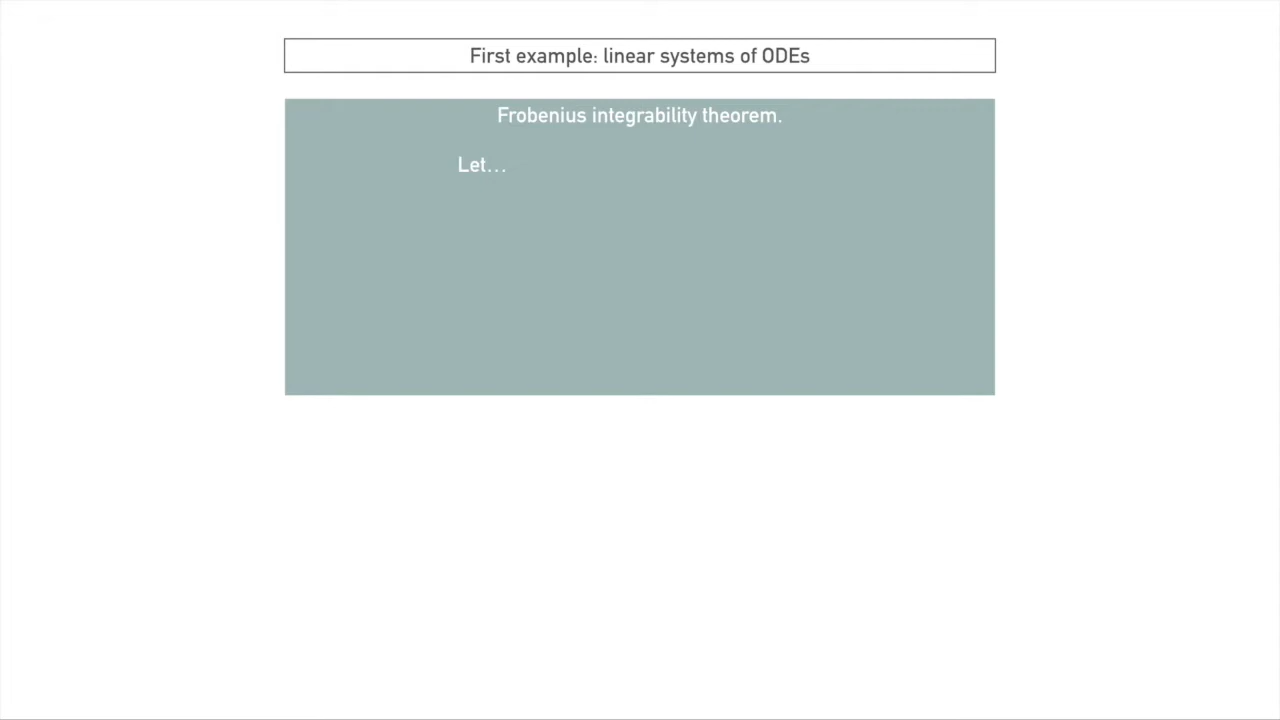 First example: linear systems of ODEs
Frobenius integrability theorem.
Let…